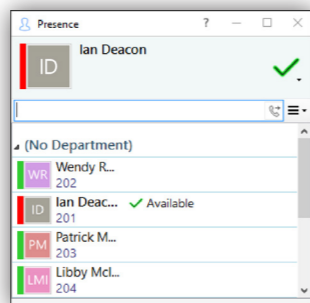 Presence ?
ID Ian Deacon
(No Department)
WR Wendy R...
202
ID Ian Deac... Available
201
PM Patrick M...
203
LMI Libby McI...
204